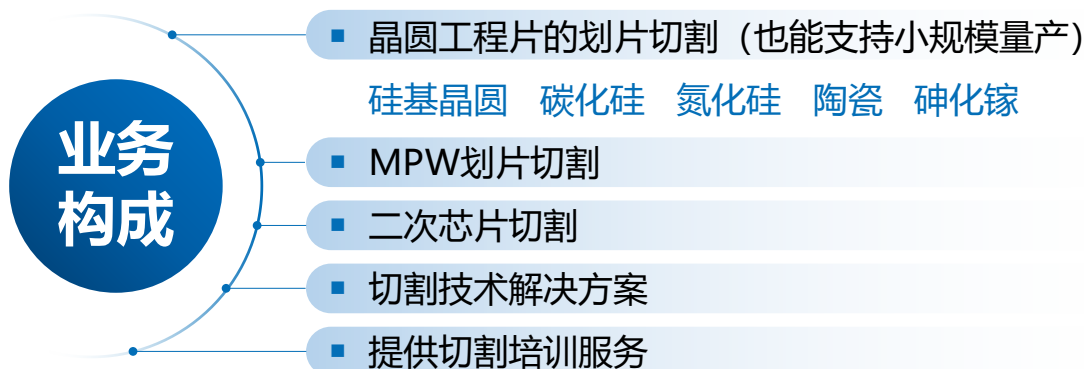 业务
构成
晶圆工程片的划片切割（也能支持小规模量产）
硅基晶圆 碳化硅 氮化硅 陶瓷 砷化镓
MPW划片切割
二次芯片切割
切割技术解决方案
提供切割培训服务